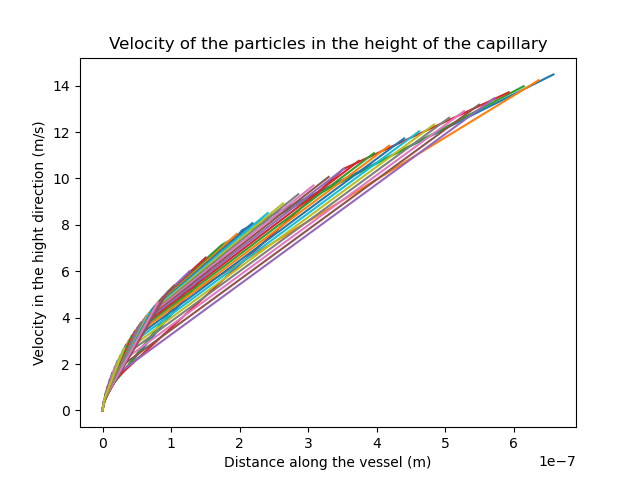 Velocity of the particles in the height of the capillary
Velocity in the hight direction (m/s)
14
12
10
8
6
4
2
0
0 1 2 3 4 5 6
1e−7
Distance along the vessel (m)